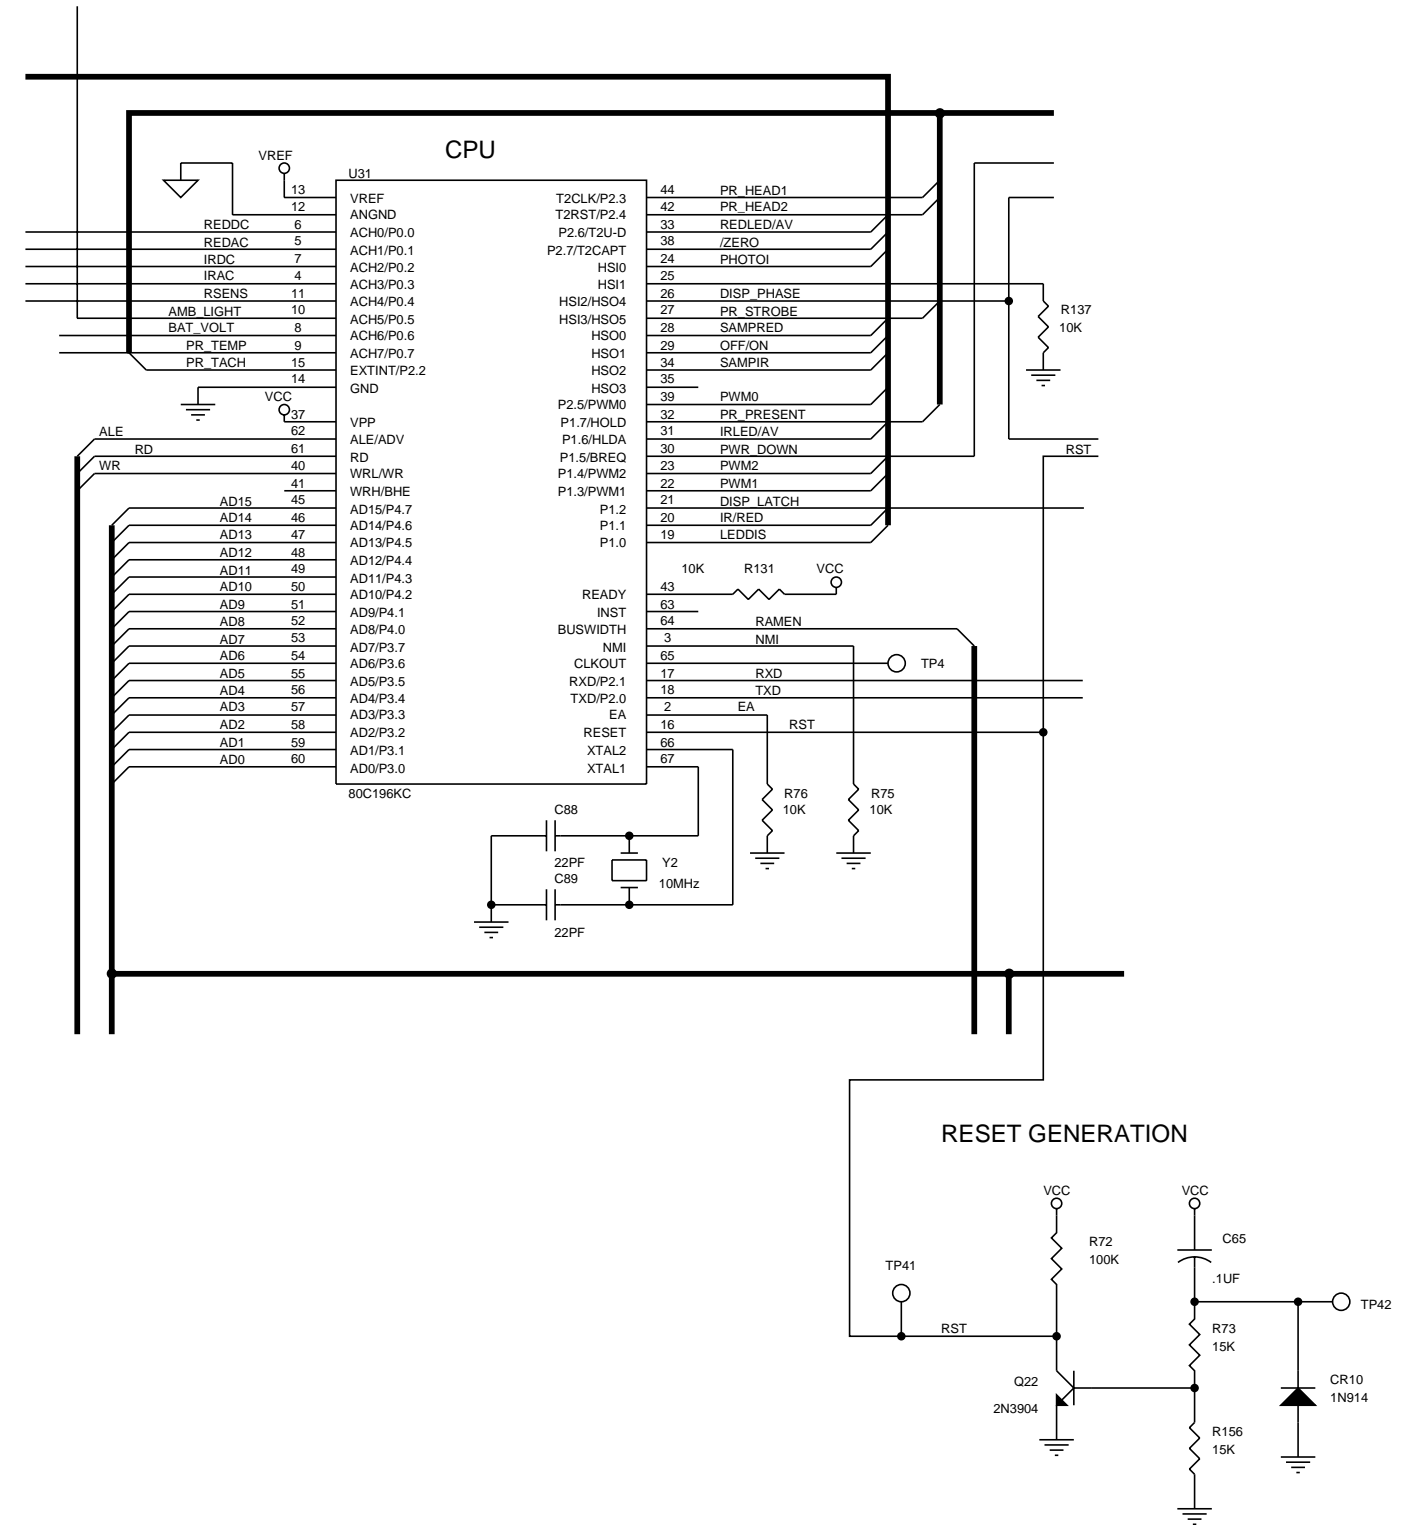 CPU
VREF
U31
13 VREF T2CLK/P2.3 44 PR_HEAD1
12 ANGND T2RST/P2.4 42 PR_HEAD2
REDDC 6 ACH0/P0.0 P2.6/T2U-D 33 REDLED/AV
REDAC 5 ACH1/P0.1 P2.7/T2CAPT 38 /ZERO
IRDC 7 ACH2/P0.2 HSI0 24 PHOTOI
IRAC 4 ACH3/P0.3 HSI1 25
RSENS 11 ACH4/P0.4 HSI2/HSO4 26 DISP_PHASE
AMB_LIGHT 10 ACH5/P0.5 HSI3/HSO5 27 PR_STROBE R137
BAT_VOLT 8 ACH6/P0.6 HSO0 28 SAMPRED 10K
PR_TEMP 9 ACH7/P0.7 HSO1 29 OFF/ON
PR_TACH 15 EXTINT/P2.2 HSO2 34 SAMPIR
14 GND HSO3 35
VCC P2.5/PWM0 39 PWM0
37 VPP P1.7/HOLD 32 PR_PRESENT
ALE 62 ALE/ADV P1.6/HLDA 31 IRLED/AV
RD 61 RD P1.5/BREQ 30 PWR_DOWN RST
WR 40 WRL/WR P1.4/PWM2 23 PWM2
41 WRH/BHE P1.3/PWM1 22 PWM1
AD15 45 AD15/P4.7 P1.2 21 DISP_LATCH
AD14 46 AD14/P4.6 P1.1 20 IR/RED
AD13 47 AD13/P4.5 P1.0 19 LEDDIS
AD12 48 AD12/P4.4
AD11 49 AD11/P4.3 10K R131 VCC
AD10 50 AD10/P4.2 READY 43
AD9 51 AD9/P4.1 INST 63
AD8 52 AD8/P4.0 BUSWIDTH 64 RAMEN
AD7 53 AD7/P3.7 NMI 3 NMI
AD6 54 AD6/P3.6 CLKOUT 65 TP4
AD5 55 AD5/P3.5 RXD/P2.1 17 RXD
AD4 56 AD4/P3.4 TXD/P2.0 18 TXD
AD3 57 AD3/P3.3 EA 2 EA
AD2 58 AD2/P3.2 RESET 16 RST
AD1 59 AD1/P3.1 XTAL2 66
AD0 60 AD0/P3.0 XTAL1 67
80C196KC
R76 R75
10K 10K
C88
22PF
Y2
10MHz
C89
22PF
RESET GENERATION
VCC VCC
R72 C65
100K
.1UF
TP41
TP42
RST
R73
15K
Q22
2N3904
CR10
1N914
R156
15K